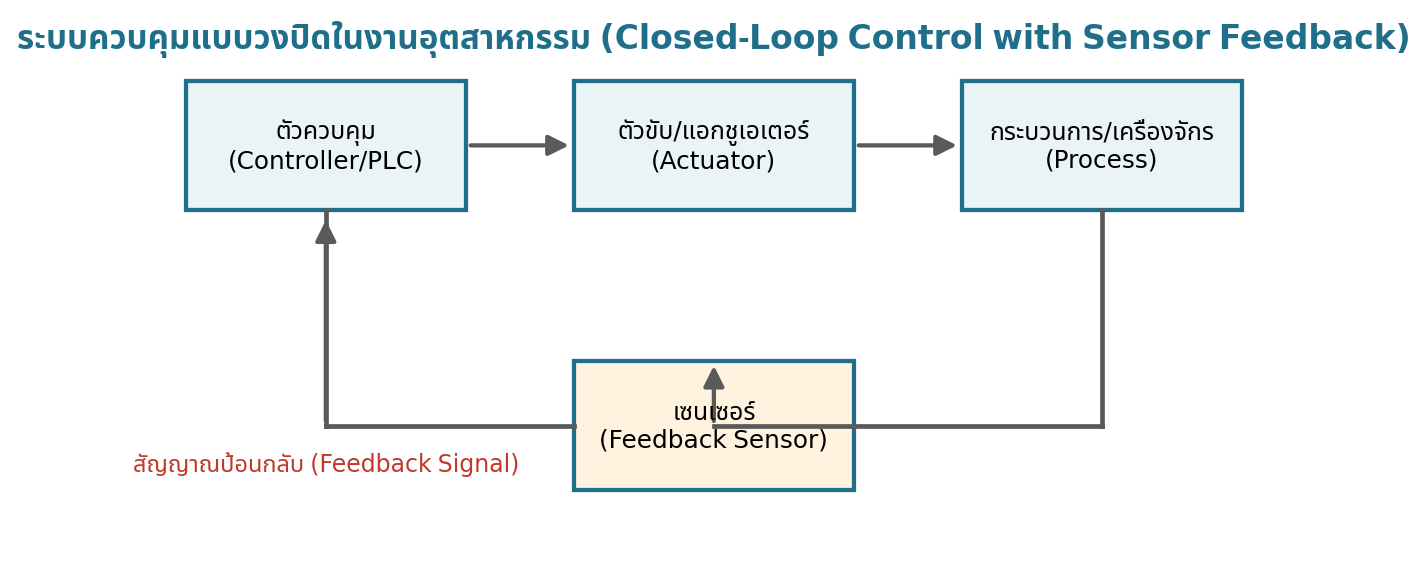 ระบบควบคุมแบบวงปิดในงานอุตสาหกรรม (Closed-Loop Control with Sensor Feedback)
ตัวควบคุม
(Controller/PLC)
ตัวขับ/แอกชูเอเตอร์
(Actuator)
กระบวนการ/เครื่องจักร
(Process)
เซนเซอร์
(Feedback Sensor)
สัญญาณป้อนกลับ (Feedback Signal)